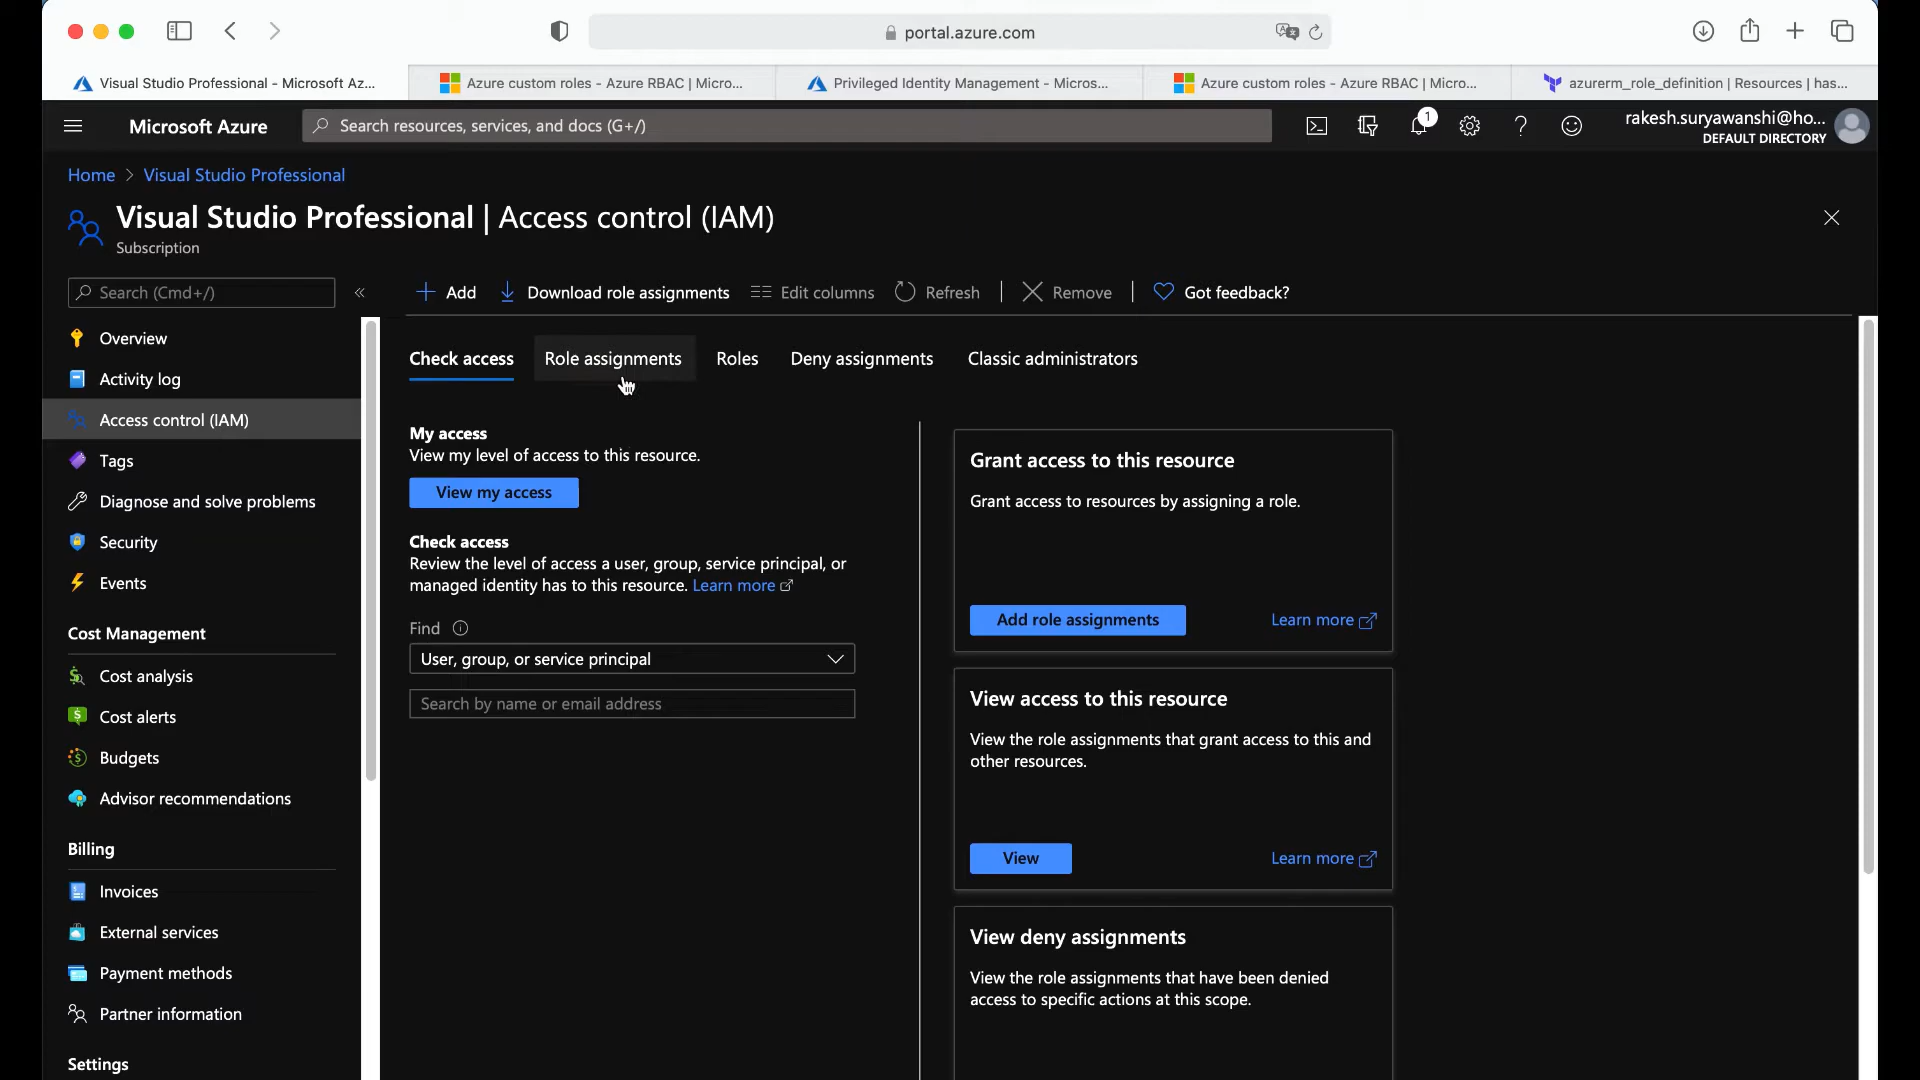 portal.azure.com
Visual Studio Professional - Microsoft Az...
Azure custom roles - Azure RBAC | Micro...
Privileged Identity Management - Micros...
Azure custom roles - Azure RBAC | Micro...
azurerm_role_definition | Resources | has...
Microsoft Azure
Search resources, services, and docs (G+/)
1
rakesh.suryawanshi@ho...
DEFAULT DIRECTORY
Home > Visual Studio Professional
Visual Studio Professional | Access control (IAM)
Subscription
Search (Cmd+/)
Overview
Activity log
Access control (IAM)
Tags
Diagnose and solve problems
Security
Events
Cost Management
Cost analysis
Cost alerts
Budgets
Advisor recommendations
Billing
Invoices
External services
Payment methods
Partner information
Settings
Add
Download role assignments
Edit columns
Refresh
Remove
Got feedback?
Check access
Role assignments
Roles
Deny assignments
Classic administrators
My access
View my level of access to this resource.
View my access
Check access
Review the level of access a user, group, service principal, or
managed identity has to this resource. Learn more
Find
User, group, or service principal
Search by name or email address
Grant access to this resource
Grant access to resources by assigning a role.
Add role assignments
Learn more
View access to this resource
View the role assignments that grant access to this and
other resources.
View
Learn more
View deny assignments
View the role assignments that have been denied
access to specific actions at this scope.